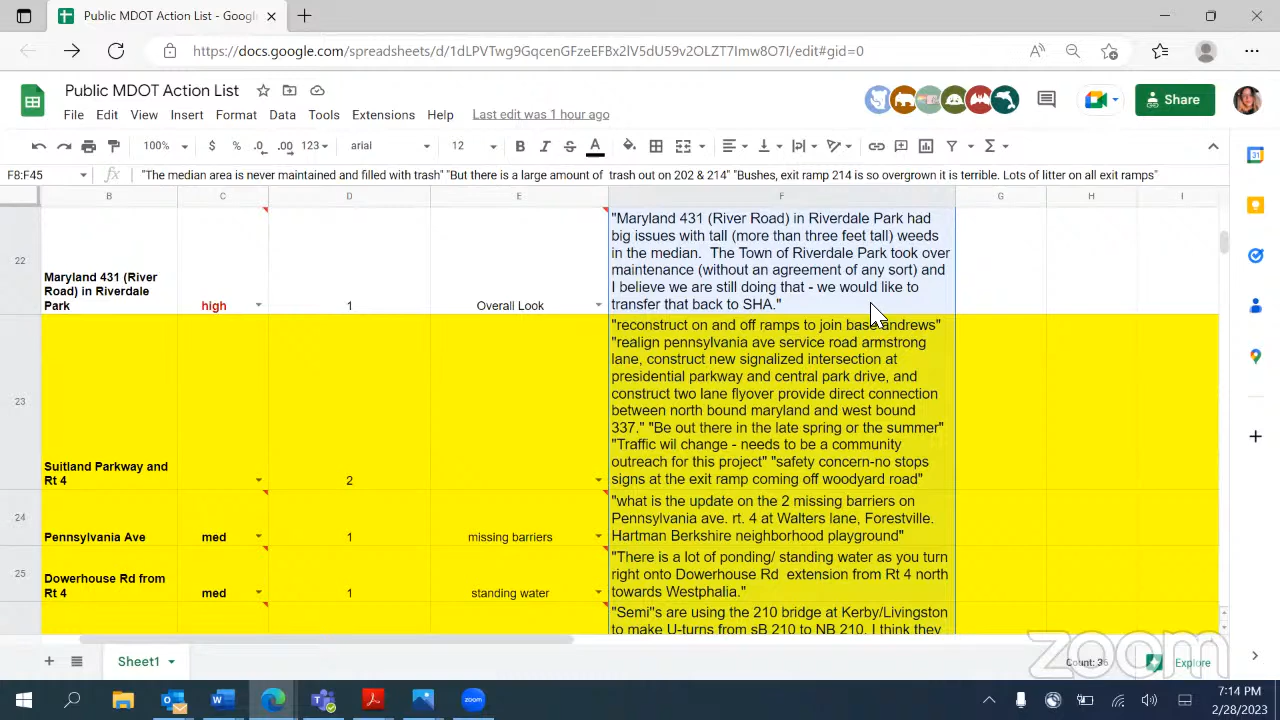 Public MDOT Action List - Google
https://docs.google.com/spreadsheets/d/1dLPVTwg9GqcenGFzeEFBx2lV5dU59v2OLZT7Imw8O7I/edit#gid=0
Public MDOT Action List
File Edit View Insert Format Data Tools Extensions Help Last edit was 1 hour ago
Share
100% $ % .0 .00 123 arial 12 B I S A
F8:F45 fx "The median area is never maintained and filled with trash" "But there is a large amount of trash out on 202 & 214" "Bushes, exit ramp 214 is so overgrown it is terrible. Lots of litter on all exit ramps"
B C D E F G H I
22
Maryland 431 (River
Road) in Riverdale
Park
high
1
Overall Look
"Maryland 431 (River Road) in Riverdale Park had
big issues with tall (more than three feet tall) weeds
in the median. The Town of Riverdale Park took over
maintenance (without an agreement of any sort) and
I believe we are still doing that - we would like to
transfer that back to SHA."
23
Suitland Parkway and
Rt 4
2
"reconstruct on and off ramps to join base andrews"
"realign pennsylvania ave service road armstrong
lane, construct new signalized intersection at
presidential parkway and central park drive, and
construct two lane flyover provide direct connection
between north bound maryland and west bound
337." "Be out there in the late spring or the summer"
"Traffic wil change - needs to be a community
outreach for this project" "safety concern-no stops
signs at the exit ramp coming off woodyard road"
24
Pennsylvania Ave
med
1
missing barriers
"what is the update on the 2 missing barriers on
Pennsylvania ave. rt. 4 at Walters lane, Forestville.
Hartman Berkshire neighborhood playground"
25
Dowerhouse Rd from
Rt 4
med
1
standing water
"There is a lot of ponding/ standing water as you turn
right onto Dowerhouse Rd extension from Rt 4 north
towards Westphalia."
"Semi"s are using the 210 bridge at Kerby/Livingston
to make U-turns from sB 210 to NB 210. I think they
Sheet1
Count: 36
Explore
zoom
zoom
7:14 PM
2/28/2023